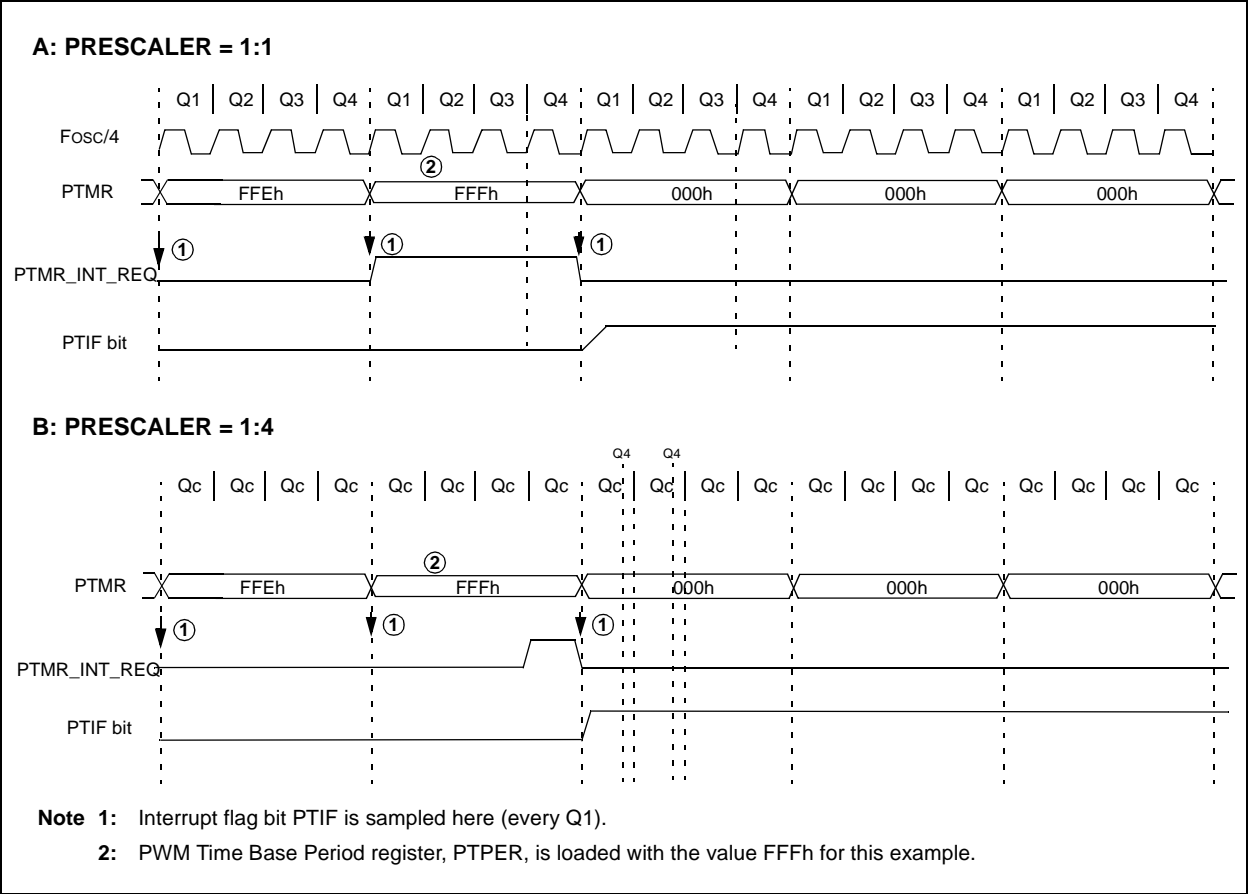 A: PRESCALER = 1:1
Q1 Q2 Q3 Q4 Q1 Q2 Q3 Q4 Q1 Q2 Q3 Q4 Q1 Q2 Q3 Q4 Q1 Q2 Q3 Q4
FOSC/4
2
PTMR FFEh FFFh 000h 000h 000h
1 1 1
PTMR_INT_REQ
PTIF bit
B: PRESCALER = 1:4
Q4 Q4
Qc Qc Qc Qc Qc Qc Qc Qc Qc Qc Qc Qc Qc Qc Qc Qc Qc Qc Qc Qc
2
PTMR FFEh FFFh 000h 000h 000h
1 1 1
PTMR_INT_REQ
PTIF bit
Note 1: Interrupt flag bit PTIF is sampled here (every Q1).
2: PWM Time Base Period register, PTPER, is loaded with the value FFFh for this example.